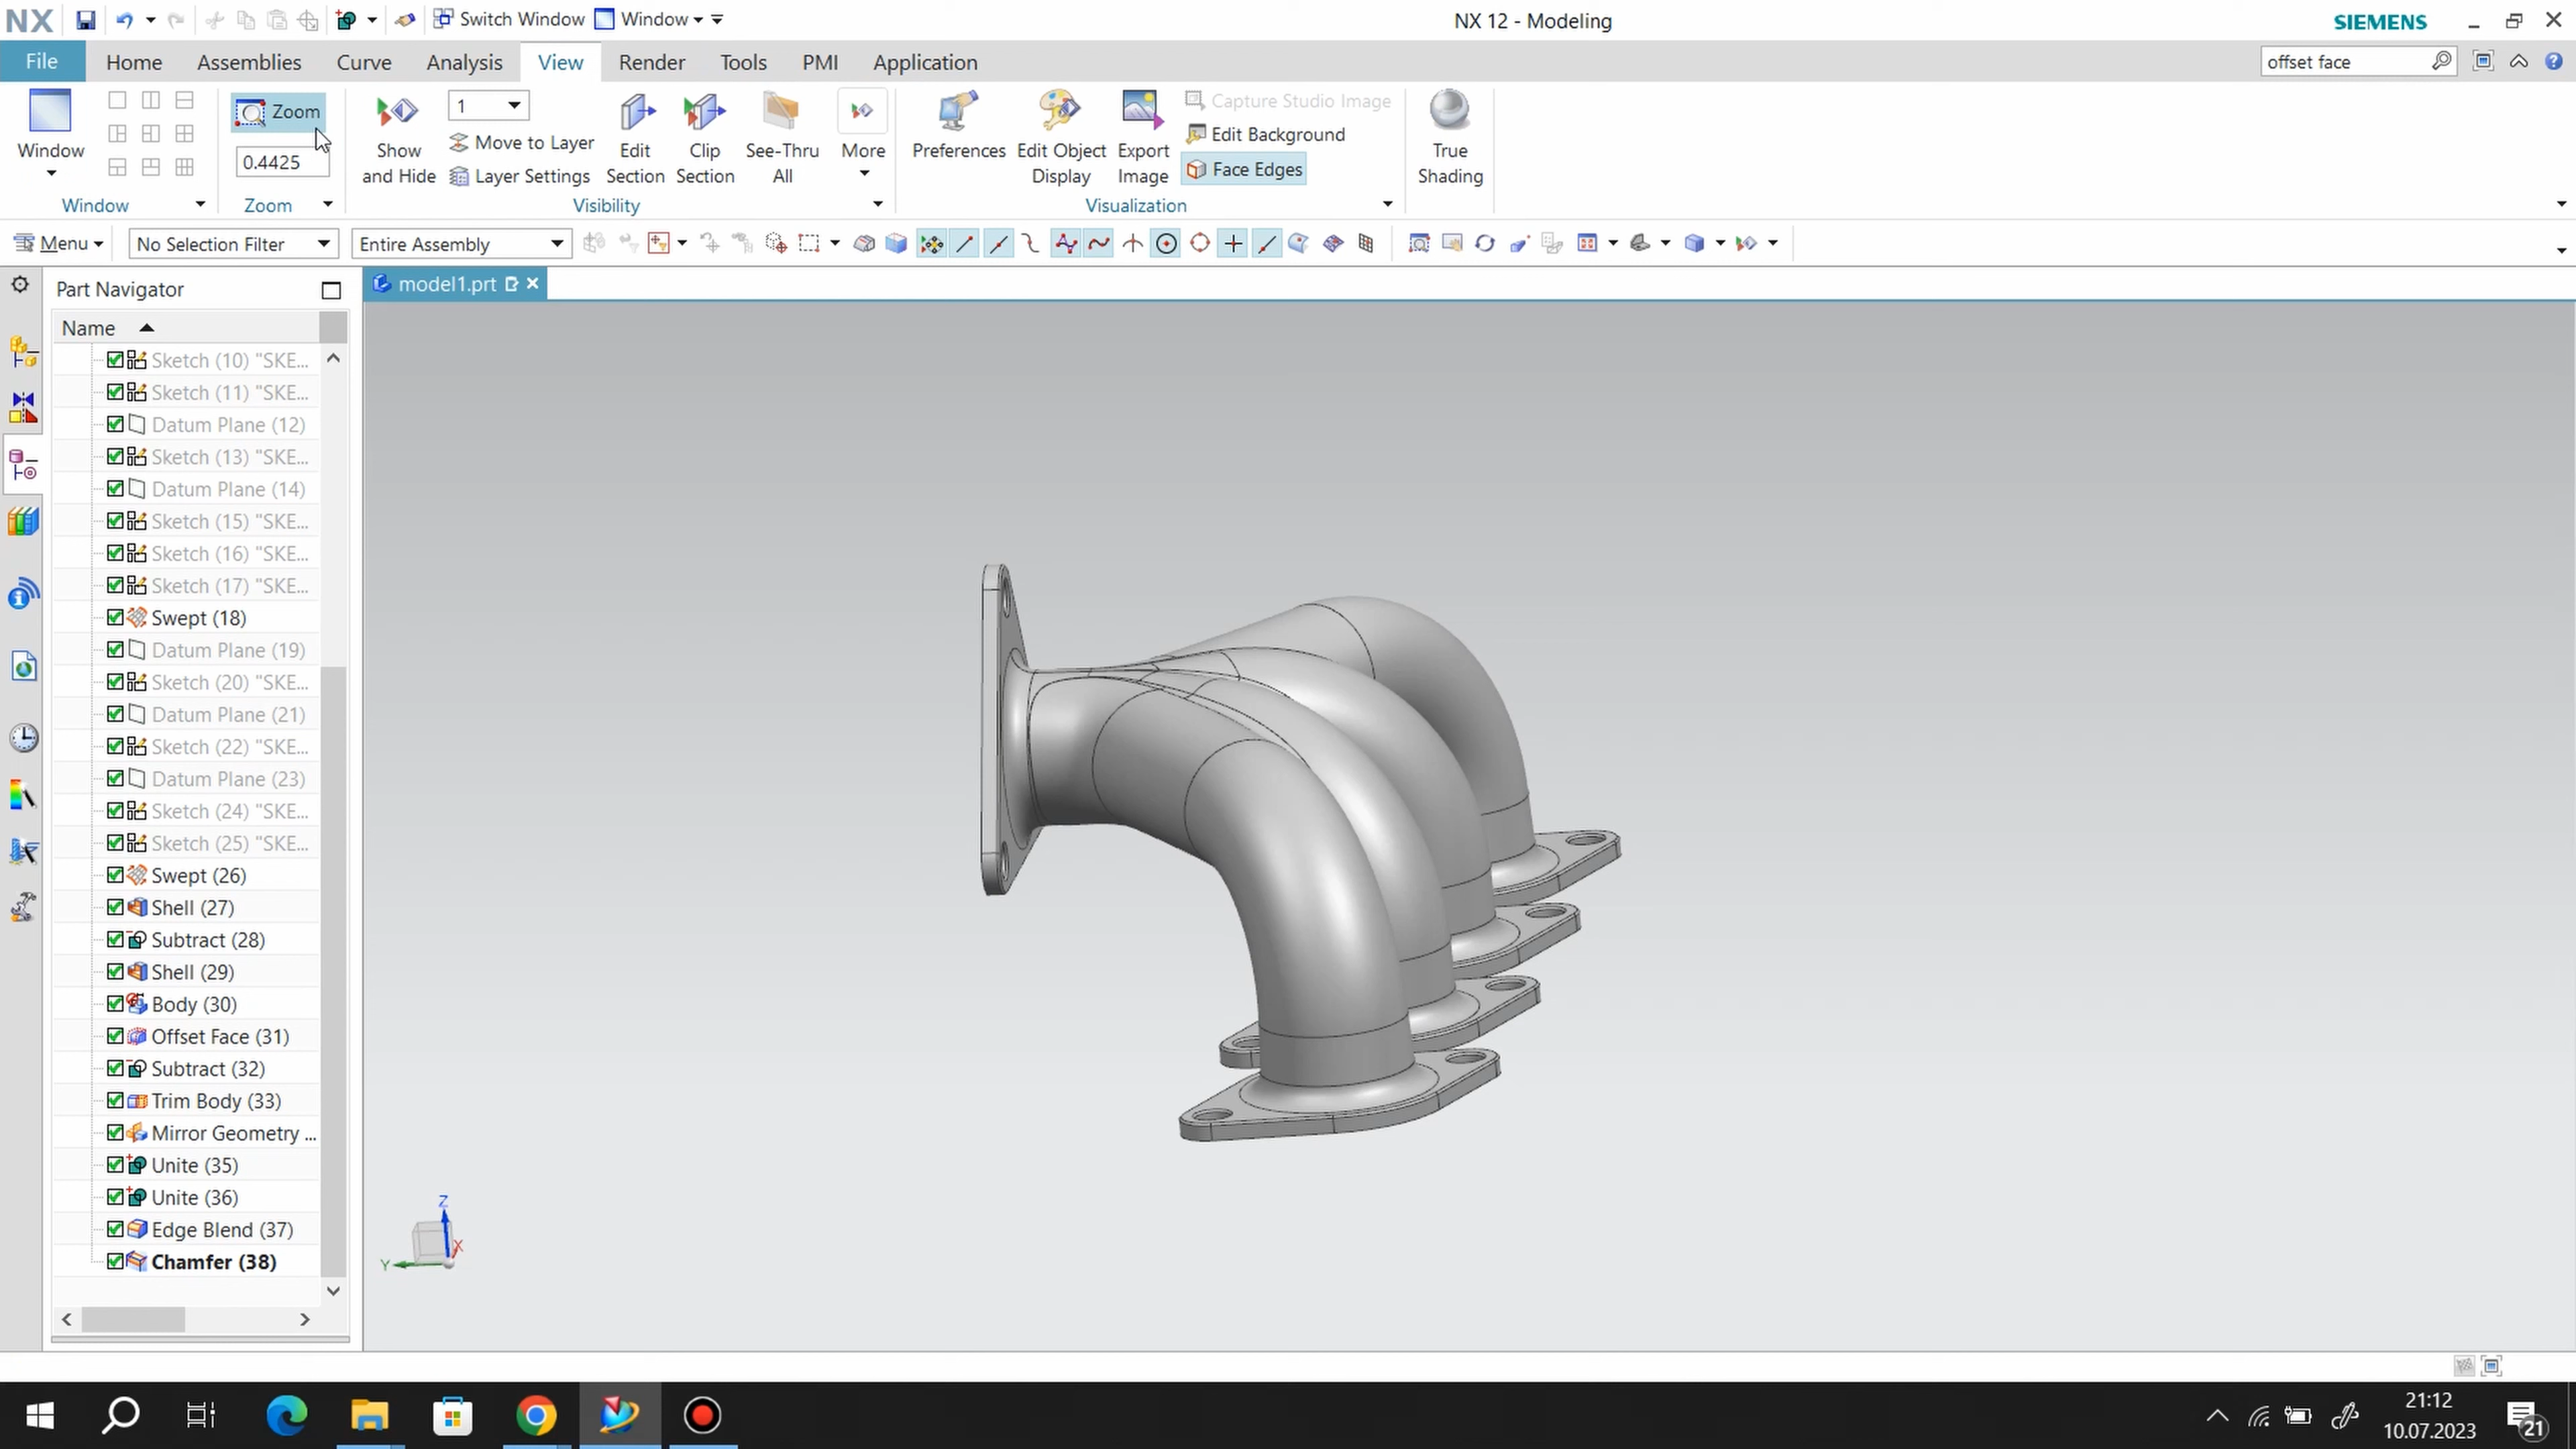 NX
Switch Window
Window
NX 12 - Modeling
SIEMENS
File
Home
Assemblies
Curve
Analysis
View
Render
Tools
PMI
Application
offset face
Window
Zoom
0.4425
Show and Hide
1
Move to Layer
Layer Settings
Edit Section
Clip Section
See-Thru All
More
Preferences
Edit Object Display
Export Image
Capture Studio Image
Edit Background
Face Edges
True Shading
Window
Zoom
Visibility
Visualization
Menu
No Selection Filter
Entire Assembly
Part Navigator
model1.prt
Name
Sketch (10) "SKE...
Sketch (11) "SKE...
Datum Plane (12)
Sketch (13) "SKE...
Datum Plane (14)
Sketch (15) "SKE...
Sketch (16) "SKE...
Sketch (17) "SKE...
Swept (18)
Datum Plane (19)
Sketch (20) "SKE...
Datum Plane (21)
Sketch (22) "SKE...
Datum Plane (23)
Sketch (24) "SKE...
Sketch (25) "SKE...
Swept (26)
Shell (27)
Subtract (28)
Shell (29)
Body (30)
Offset Face (31)
Subtract (32)
Trim Body (33)
Mirror Geometry ...
Unite (35)
Unite (36)
Edge Blend (37)
Chamfer (38)
Z
X
Y
21:12
10.07.2023
21